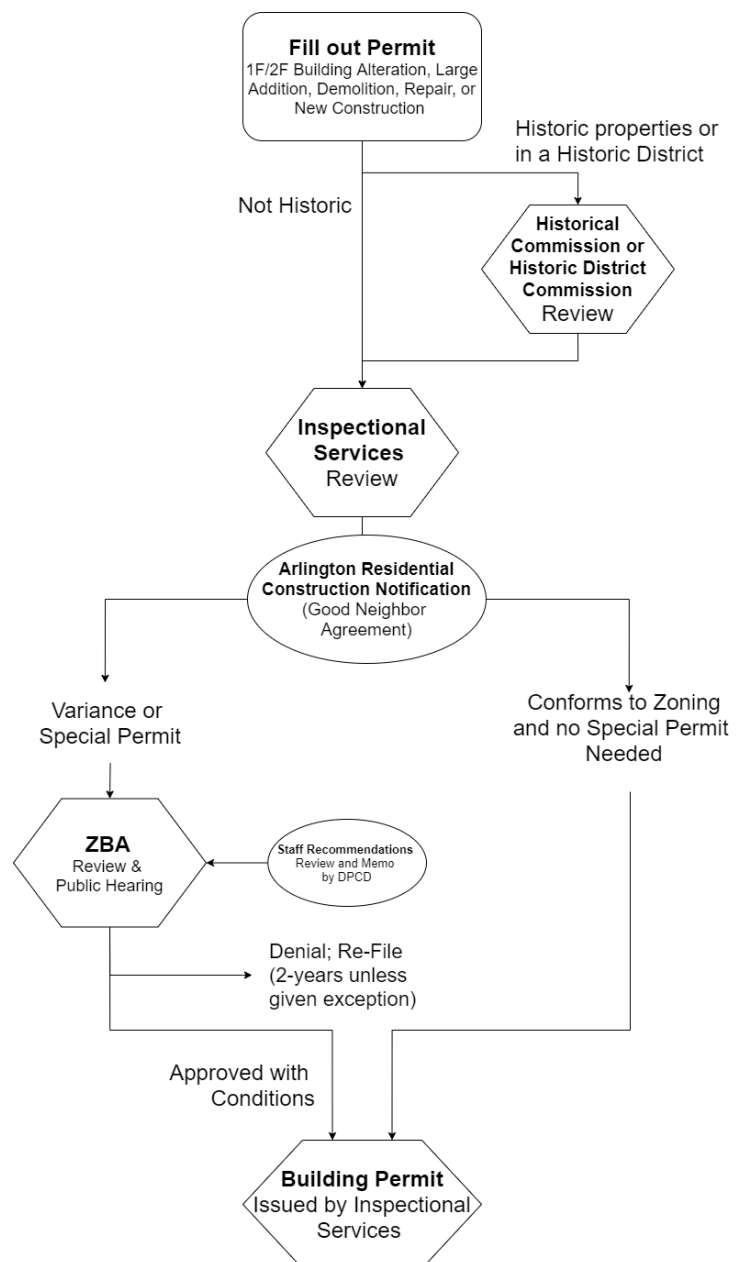 Fill out Permit
1F/2F Building Alteration, Large
Addition, Demolition, Repair, or
New Construction
Historic properties or
in a Historic District
Not Historic
Historical
Commission or
Historic District
Commission
Review
Inspectional
Services
Review
Arlington Residential
Construction Notification
(Good Neighbor
Agreement)
Variance or
Special Permit
Conforms to Zoning
and no Special Permit
Needed
ZBA
Review &
Public Hearing
Staff Recommendations
Review and Memo
by DPCD
Denial; Re-File
(2-years unless
given exception)
Approved with
Conditions
Building Permit
Issued by Inspectional
Services